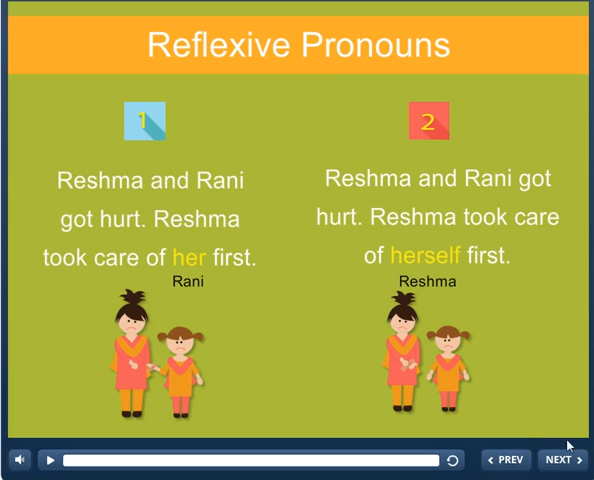 Reflexive Pronouns
1
Reshma and Rani
got hurt. Reshma
took care of her first.
Rani
2
Reshma and Rani got
hurt. Reshma took care
of herself first.
Reshma
PREV
NEXT